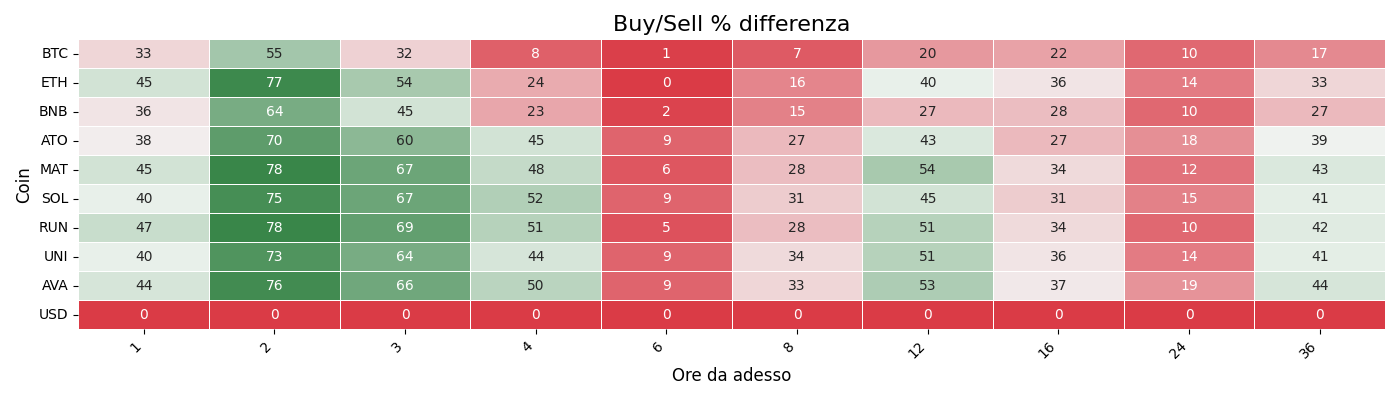 Buy/Sell % differenza
BTC 33 55 32 8 1 7 20 22 10 17
ETH 45 77 54 24 0 16 40 36 14 33
BNB 36 64 45 23 2 15 27 28 10 27
ATO 38 70 60 45 9 27 43 27 18 39
MAT 45 78 67 48 6 28 54 34 12 43
SOL 40 75 67 52 9 31 45 31 15 41
RUN 47 78 69 51 5 28 51 34 10 42
UNI 40 73 64 44 9 34 51 36 14 41
AVA 44 76 66 50 9 33 53 37 19 44
USD 0 0 0 0 0 0 0 0 0 0
Coin
1 2 3 4 6 8 12 16 24 36
Ore da adesso